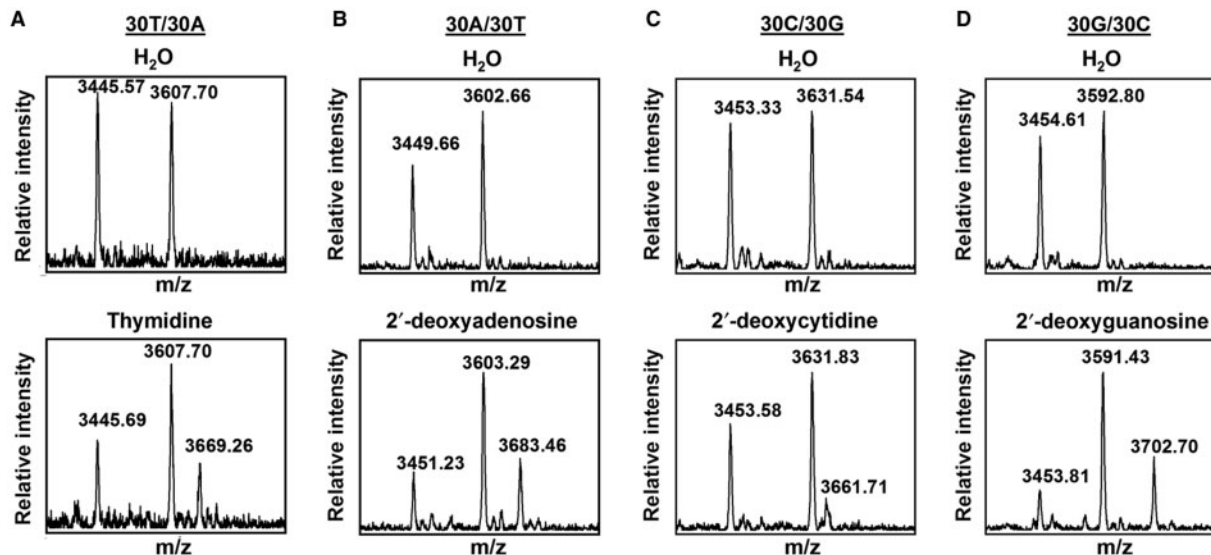 A
30T/30A
H₂O
Relative intensity
3445.57
3607.70
m/z
Thymidine
Relative intensity
3445.69
3607.70
3669.26
m/z
B
30A/30T
H₂O
Relative intensity
3449.66
3602.66
m/z
2′-deoxyadenosine
Relative intensity
3451.23
3603.29
3683.46
m/z
C
30C/30G
H₂O
Relative intensity
3453.33
3631.54
m/z
2′-deoxycytidine
Relative intensity
3453.58
3631.83
3661.71
m/z
D
30G/30C
H₂O
Relative intensity
3454.61
3592.80
m/z
2′-deoxyguanosine
Relative intensity
3453.81
3591.43
3702.70
m/z